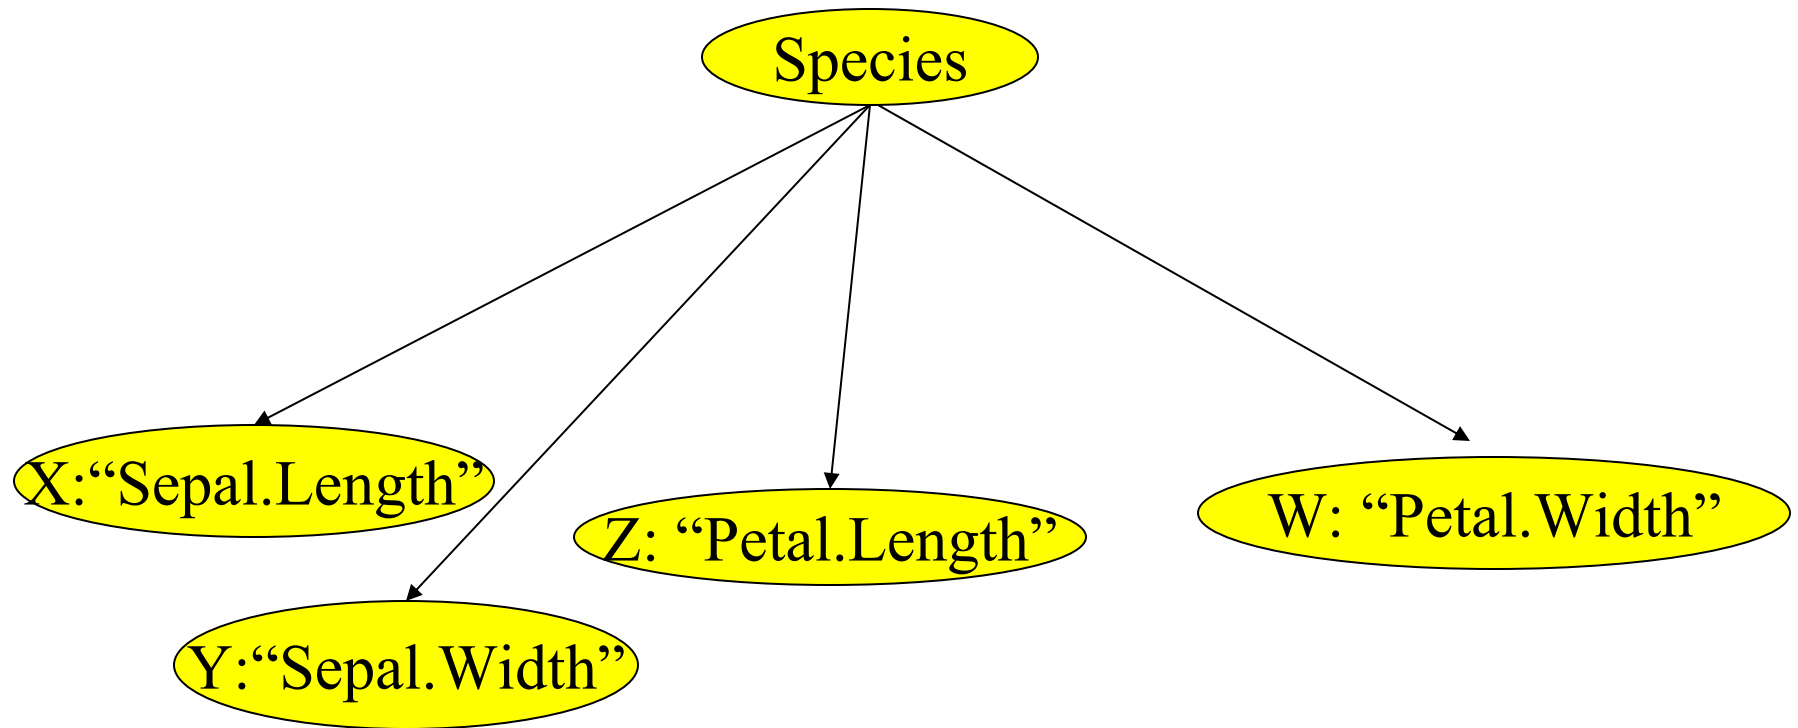 Species
X:“Sepal.Length”
Y:“Sepal.Width”
Z: “Petal.Length”
W: “Petal.Width”